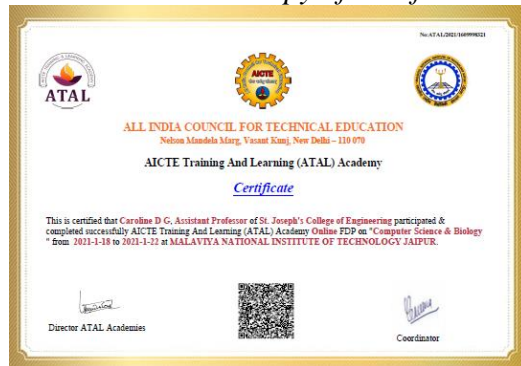 No:ATAL/2021/1609998321
ATAL
AICTE
ALL INDIA COUNCIL FOR TECHNICAL EDUCATION
Nelson Mandela Marg, Vasant Kunj, New Delhi – 110 070
AICTE Training And Learning (ATAL) Academy
Certificate
This is certified that Caroline D G, Assistant Professor of St. Joseph's College of Engineering participated &
completed successfully AICTE Training And Learning (ATAL) Academy Online FDP on "Computer Science & Biology
" from 2021-1-18 to 2021-1-22 at MALAVIYA NATIONAL INSTITUTE OF TECHNOLOGY JAIPUR.
Director ATAL Academies
Coordinator